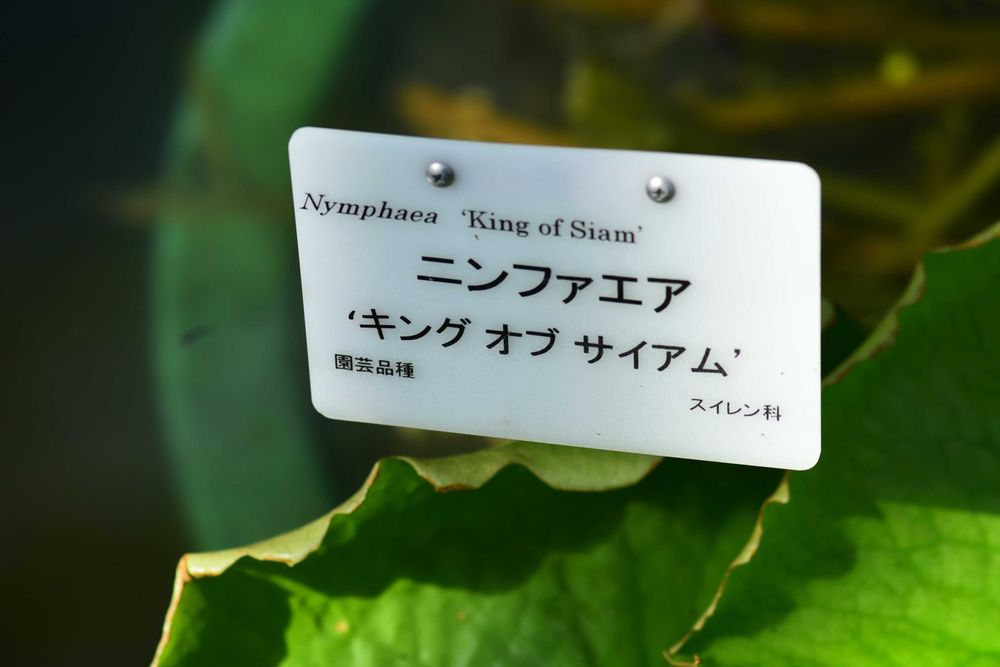 Nymphaea ‘King of Siam’
ニンファエア
‘キング オブ サイアム’
園芸品種
スイレン科